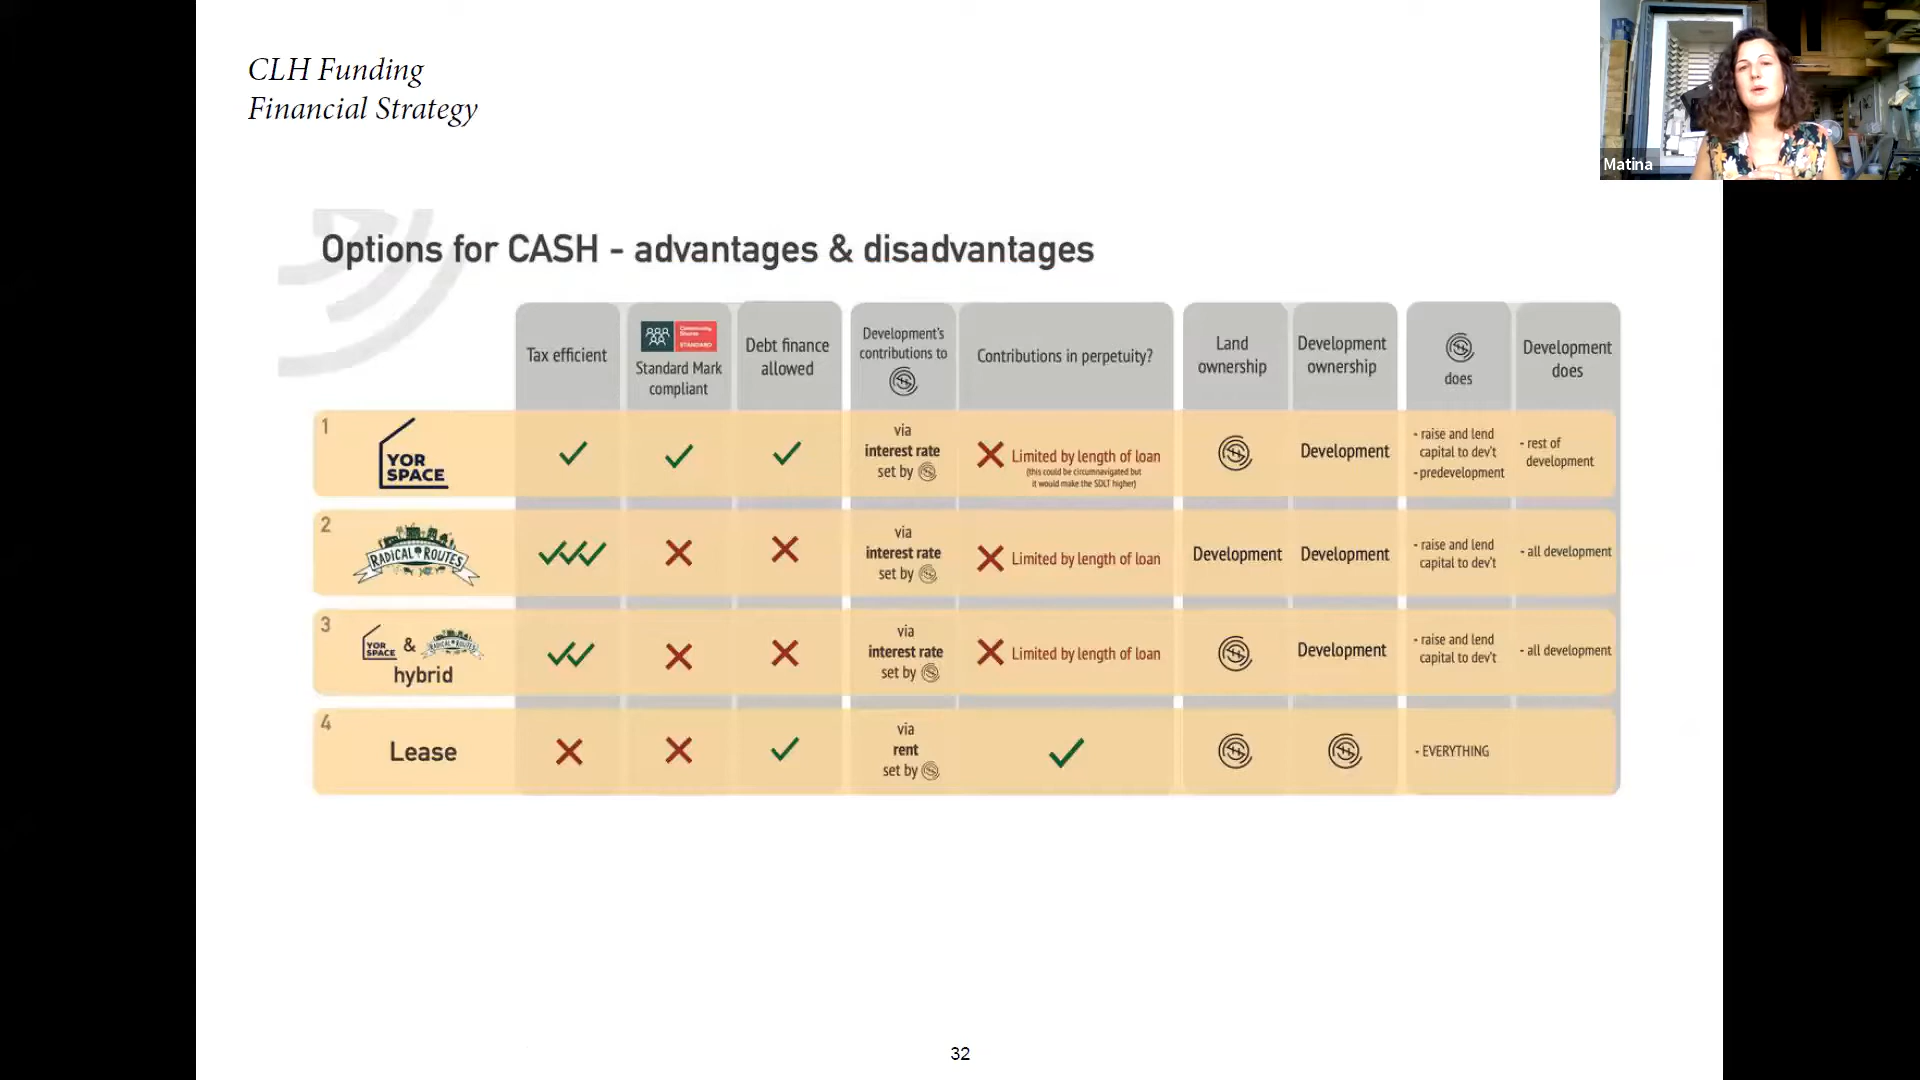 CLH Funding
Financial Strategy
Matina
Options for CASH - advantages & disadvantages
Tax efficient
Community
Shares
STANDARD
Standard Mark
compliant
Debt finance
allowed
Development's
contributions to
Contributions in perpetuity?
Land
ownership
Development
ownership
does
Development
does
1
YOR
SPACE
via
interest rate
set by
Limited by length of loan
(this could be circumnavigated but
it would make the SDLT higher)
Development
- raise and lend
capital to dev't
- predevelopment
- rest of
development
2
RADICAL ROUTES
via
interest rate
set by
Limited by length of loan
Development
Development
- raise and lend
capital to dev't
- all development
3
YOR
SPACE
&
RADICAL ROUTES
hybrid
via
interest rate
set by
Limited by length of loan
Development
- raise and lend
capital to dev't
- all development
4
Lease
via
rent
set by
- EVERYTHING
32